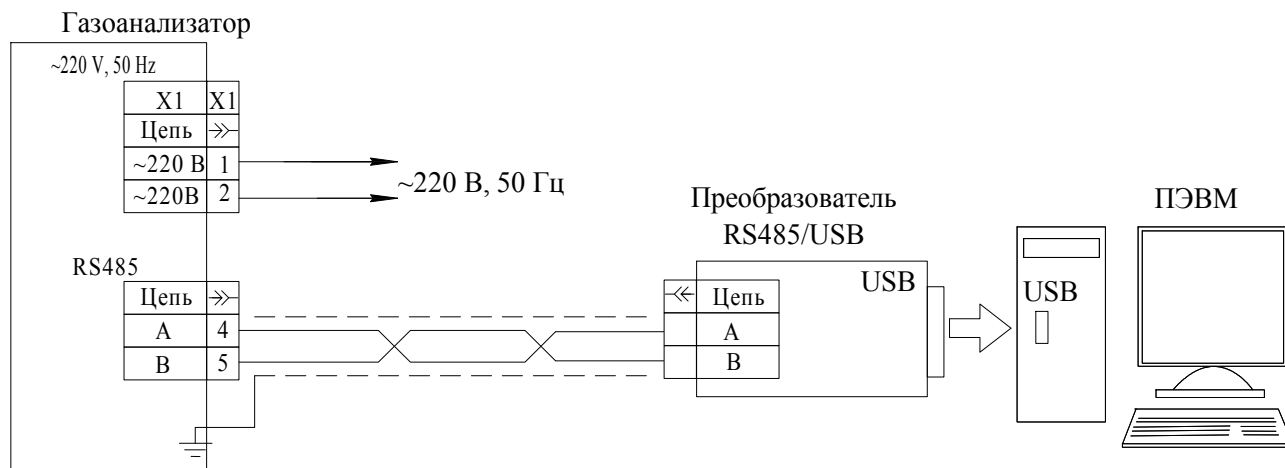 Газоанализатор
~220 V, 50 Hz
X1 X1
Цепь
~220 В 1
~220В 2
~220 В, 50 Гц
RS485
Цепь
A 4
B 5
Преобразователь
RS485/USB
USB
Цепь
A
B
USB
ПЭВМ